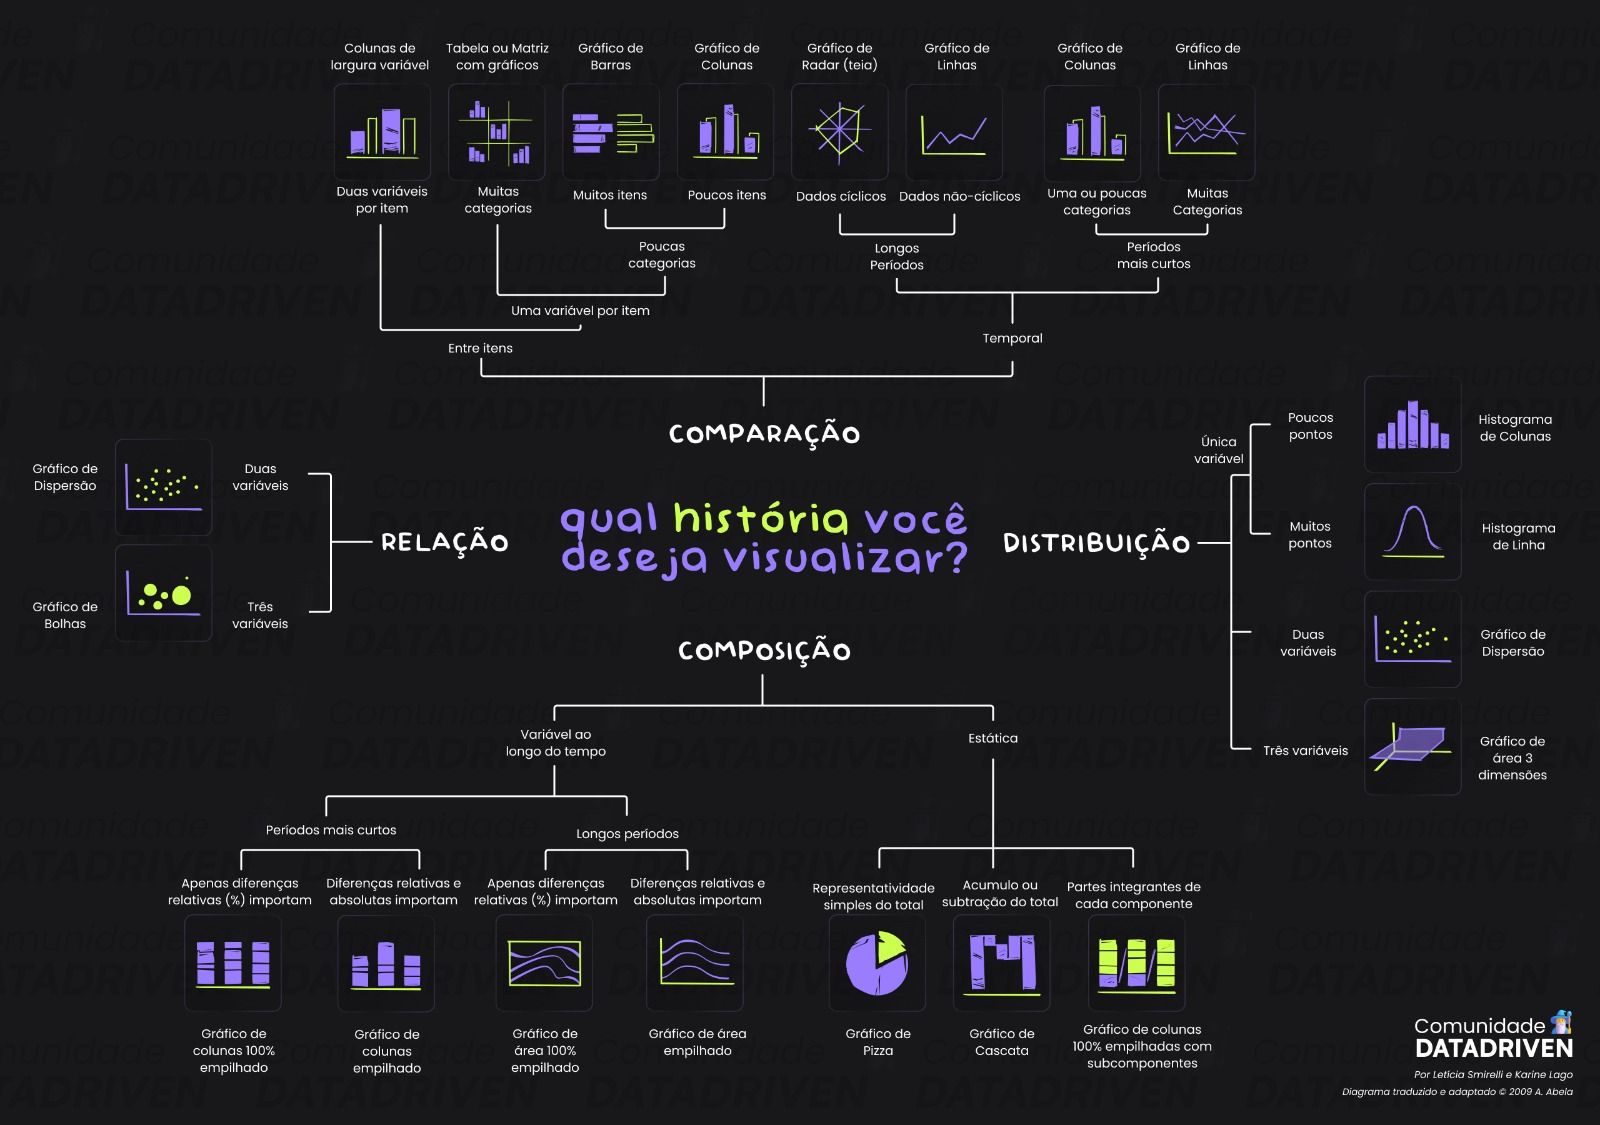 Colunas de
largura variável
Tabela ou Matriz
com gráficos
Gráfico de
Barras
Gráfico de
Colunas
Gráfico de
Radar (teia)
Gráfico de
Linhas
Gráfico de
Colunas
Gráfico de
Linhas
Duas variáveis
por item
Muitas
categorias
Muitos itens
Poucos itens
Dados cíclicos
Dados não-cíclicos
Uma ou poucas
categorias
Muitas
Categorias
Poucas
categorias
Longos
Períodos
Períodos
mais curtos
Uma variável por item
Entre itens
Temporal
COMPARAÇÃO
Gráfico de
Dispersão
Duas
variáveis
Gráfico de
Bolhas
Três
variáveis
RELAÇÃO
qual história você
deseja visualizar?
DISTRIBUIÇÃO
Única
variável
Poucos
pontos
Histograma
de Colunas
Muitos
pontos
Histograma
de Linha
Duas
variáveis
Gráfico de
Dispersão
Três variáveis
Gráfico de
área 3
dimensões
COMPOSIÇÃO
Variável ao
longo do tempo
Estática
Períodos mais curtos
Longos períodos
Apenas diferenças
relativas (%) importam
Diferenças relativas e
absolutas importam
Apenas diferenças
relativas (%) importam
Diferenças relativas e
absolutas importam
Representatividade
simples do total
Acumulo ou
subtração do total
Partes integrantes de
cada componente
Gráfico de
colunas 100%
empilhado
Gráfico de
colunas
empilhado
Gráfico de
área 100%
empilhado
Gráfico de área
empilhado
Gráfico de
Pizza
Gráfico de
Cascata
Gráfico de colunas
100% empilhadas com
subcomponentes
Comunidade
DATADRIVEN
Por Letícia Smirelli e Karine Lago
Diagrama traduzido e adaptado © 2009 A. Abela